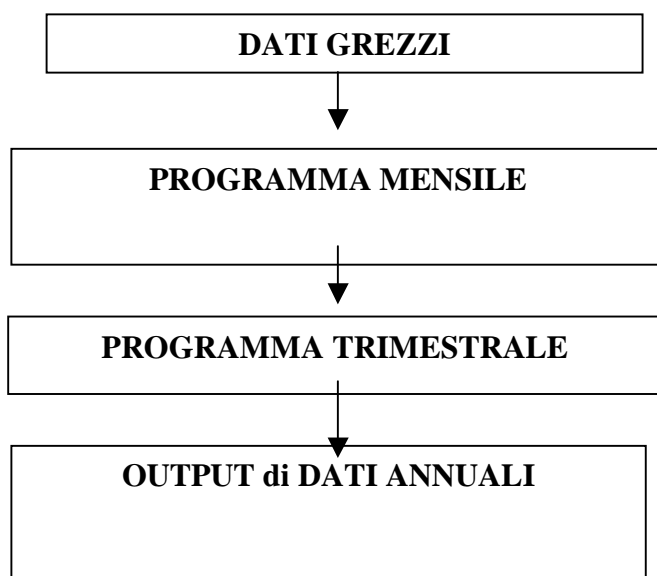 DATI GREZZI
PROGRAMMA MENSILE
PROGRAMMA TRIMESTRALE
OUTPUT di DATI ANNUALI